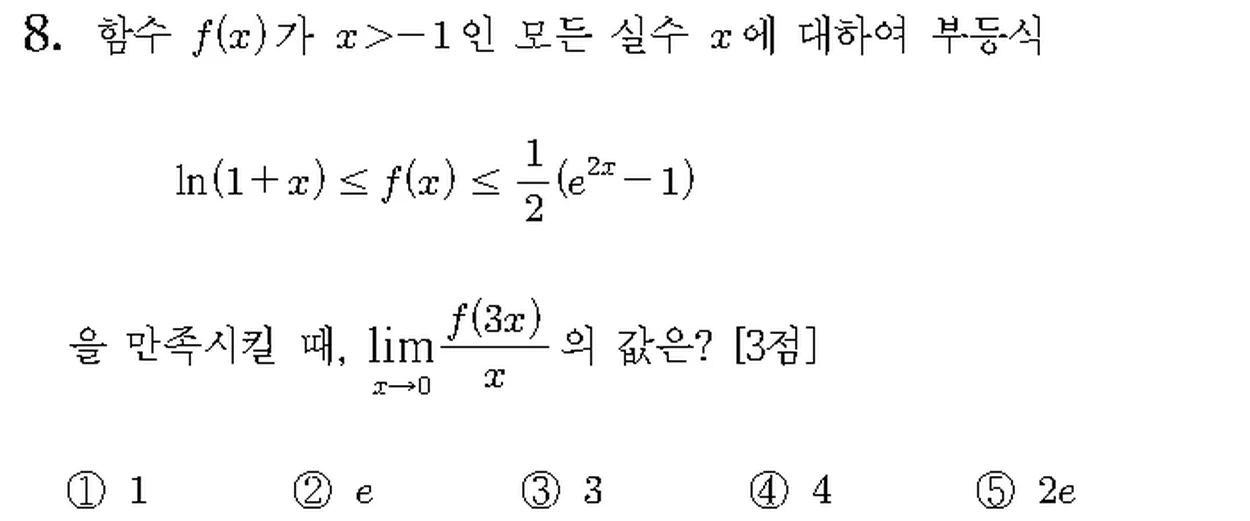 8. 함수 f(x)가 x>-1인 모든 실수 x에 대하여 부등식
ln(1+x) ≤ f(x) ≤ \frac{1}{2}(e^{2x}-1)
을 만족시킬 때, \lim_{x→0} \frac{f(3x)}{x}의 값은? [3점]
① 1 ② e ③ 3 ④ 4 ⑤ 2e